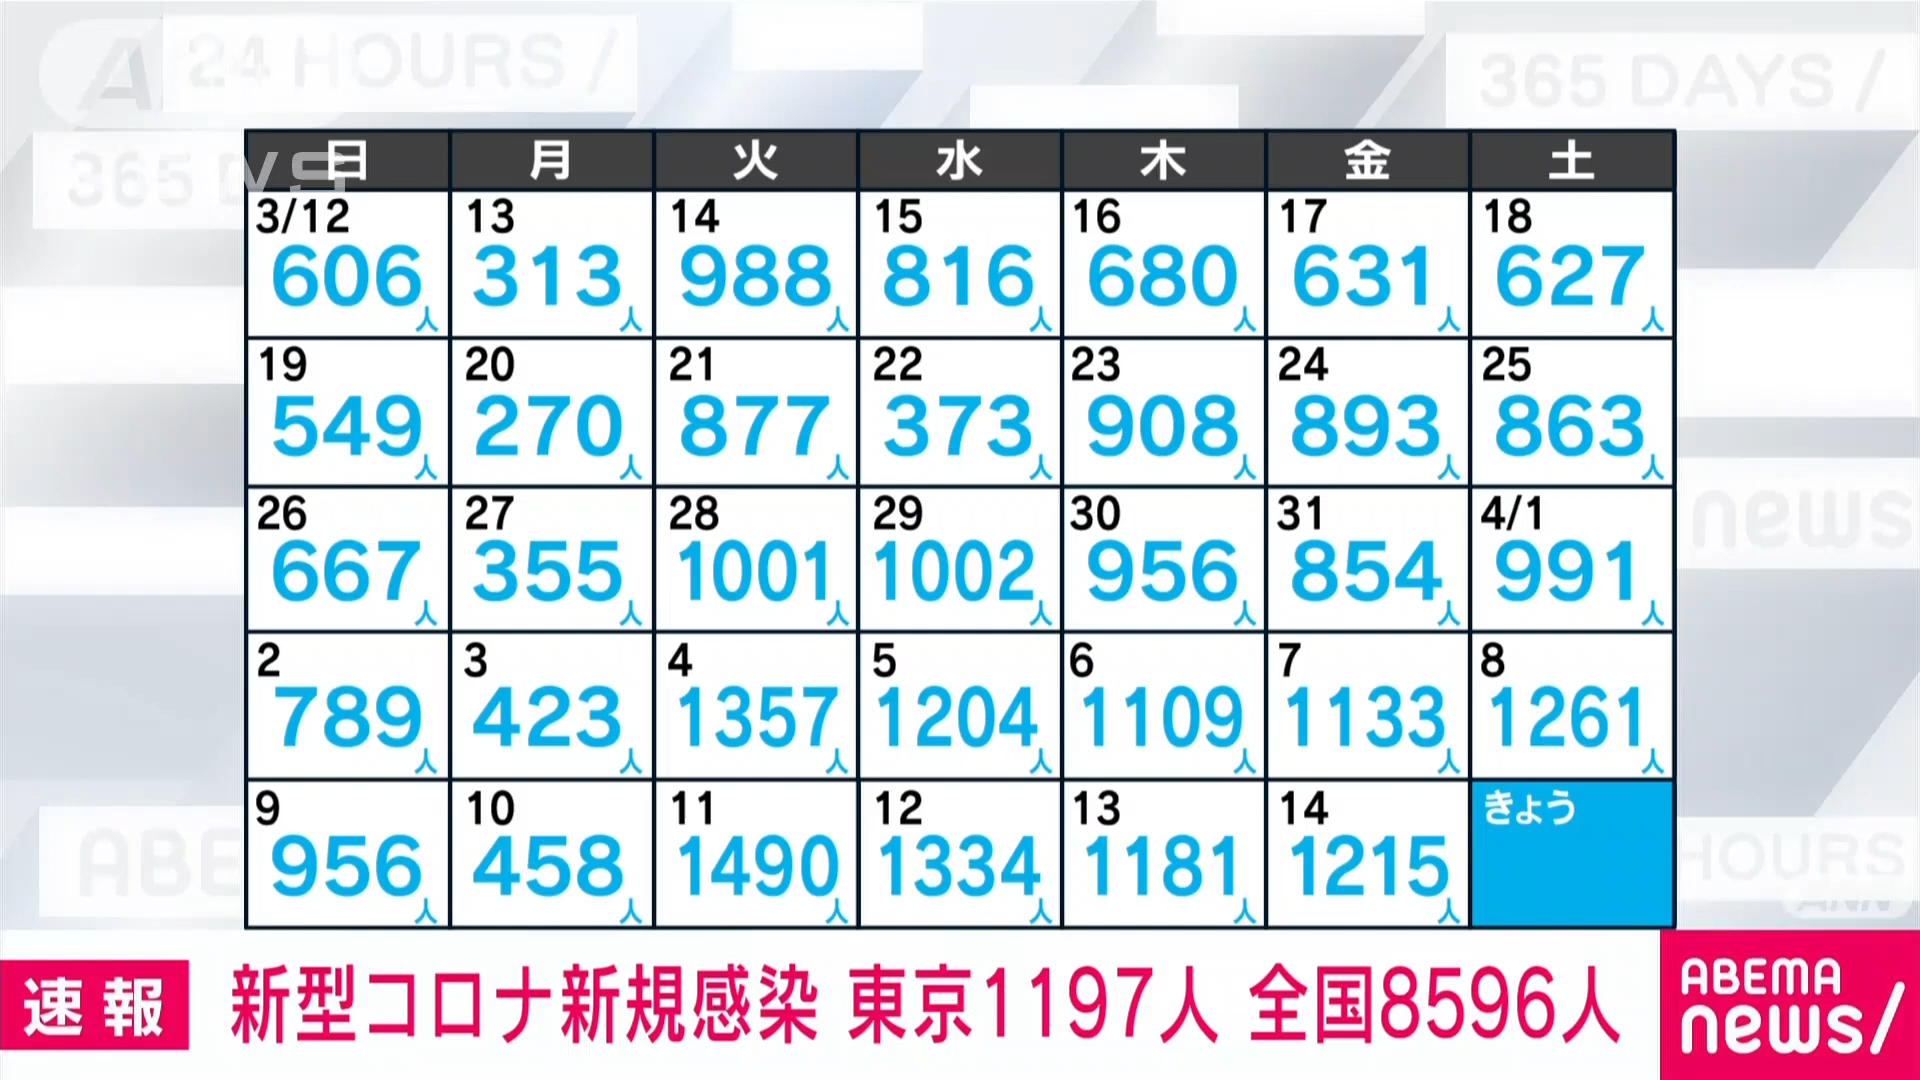 24 HOURS /
365 DAYS /
365 D
日 月 火 水 木 金 土
3/12 13 14 15 16 17 18
606人 313人 988人 816人 680人 631人 627人
19 20 21 22 23 24 25
549人 270人 877人 373人 908人 893人 863人
26 27 28 29 30 31 4/1
667人 355人 1001人 1002人 956人 854人 991人
news
2 3 4 5 6 7 8
789人 423人 1357人 1204人 1109人 1133人 1261人
9 10 11 12 13 14 きょう
956人 458人 1490人 1334人 1181人 1215人
ABE
HOURS
ANN
速報 新型コロナ新規感染 東京1197人 全国8596人
ABEMA
news/